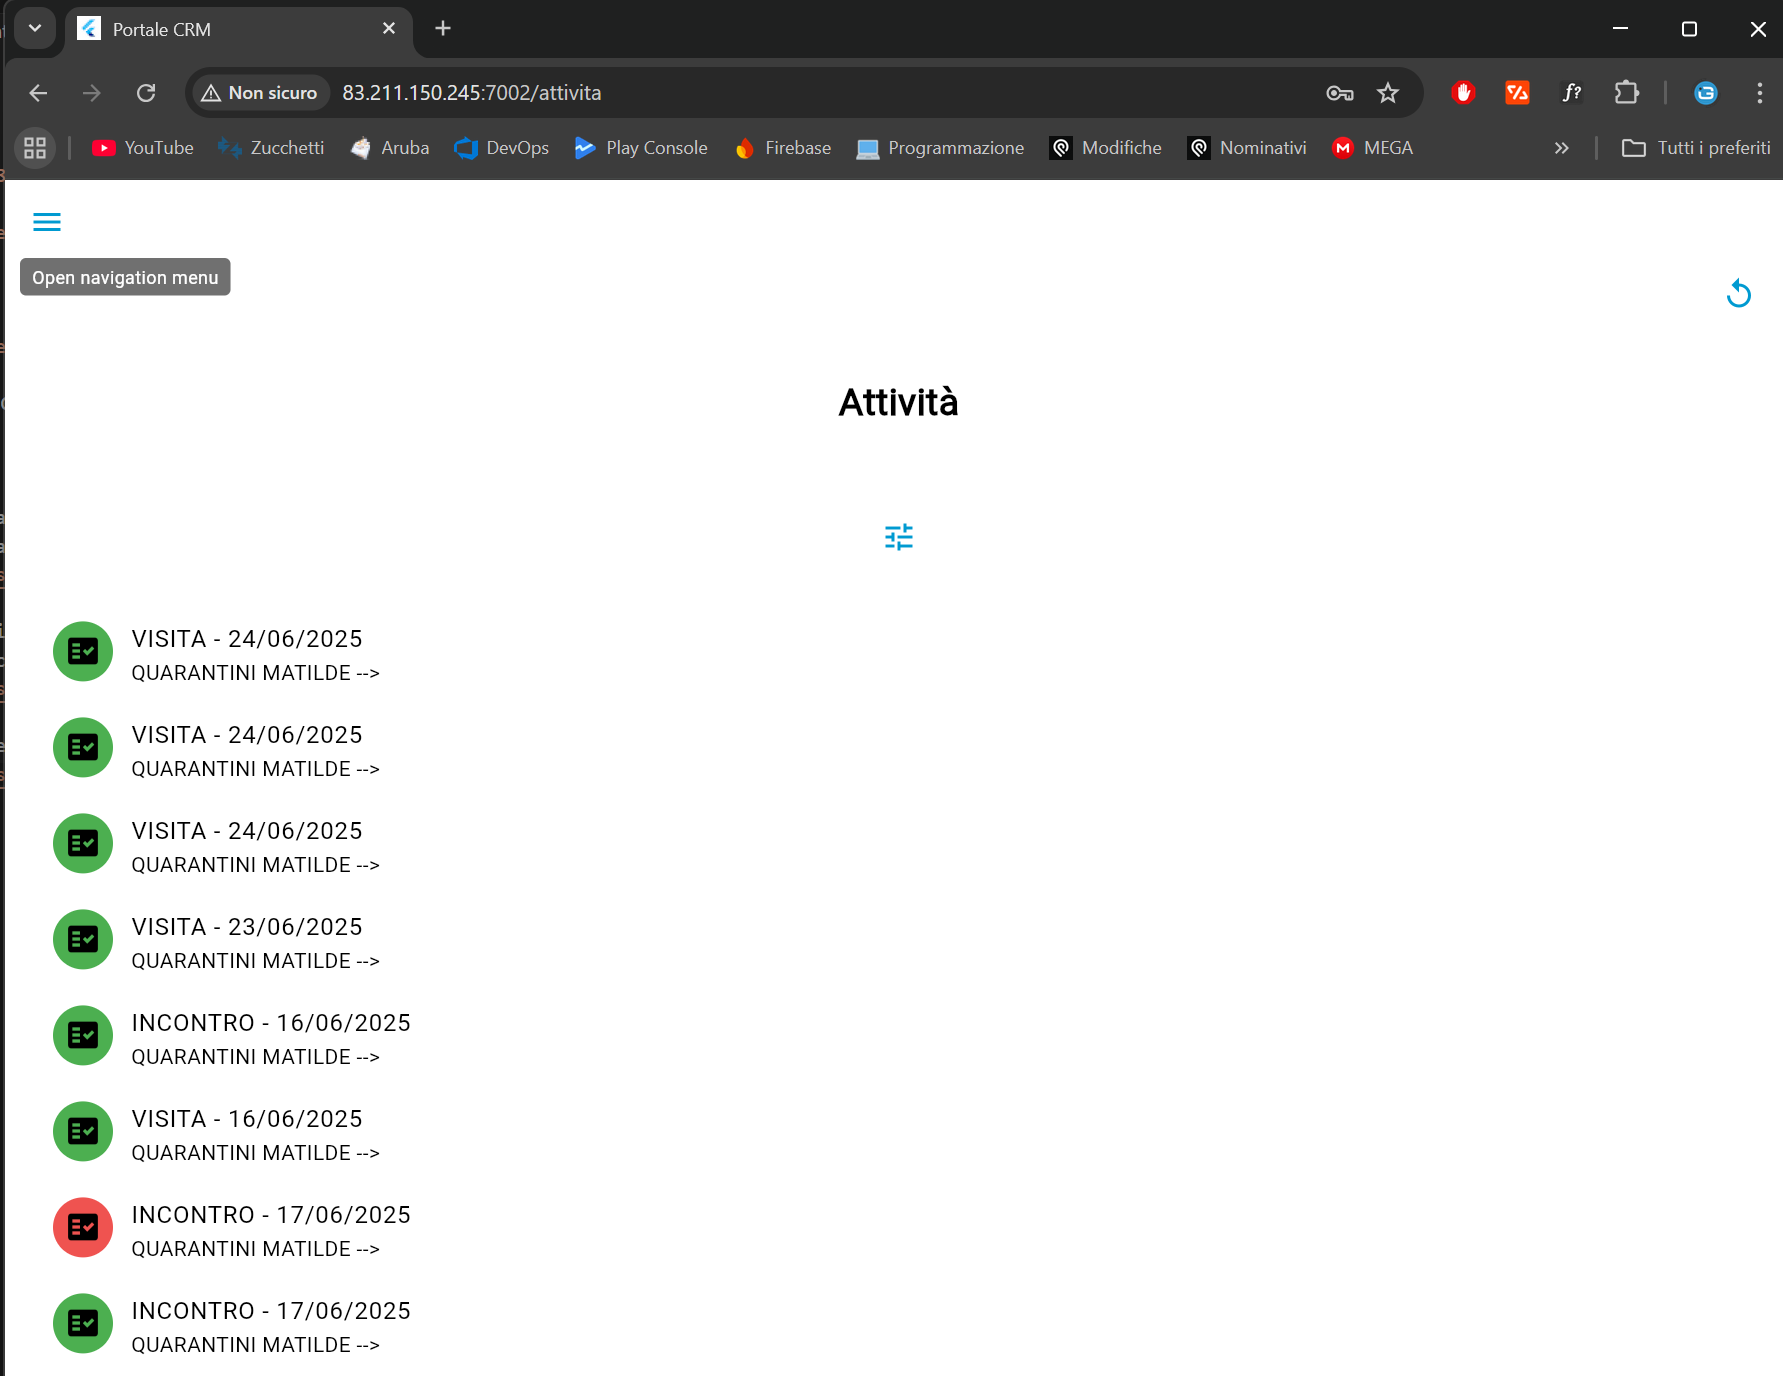 Portale CRM
Non sicuro 83.211.150.245:7002/attivita
f?
YouTube Zucchetti Aruba DevOps Play Console Firebase Programmazione Modifiche Nominativi MEGA » Tutti i preferiti
Open navigation menu
Attività
VISITA - 24/06/2025
QUARANTINI MATILDE -->
VISITA - 24/06/2025
QUARANTINI MATILDE -->
VISITA - 24/06/2025
QUARANTINI MATILDE -->
VISITA - 23/06/2025
QUARANTINI MATILDE -->
INCONTRO - 16/06/2025
QUARANTINI MATILDE -->
VISITA - 16/06/2025
QUARANTINI MATILDE -->
INCONTRO - 17/06/2025
QUARANTINI MATILDE -->
INCONTRO - 17/06/2025
QUARANTINI MATILDE -->